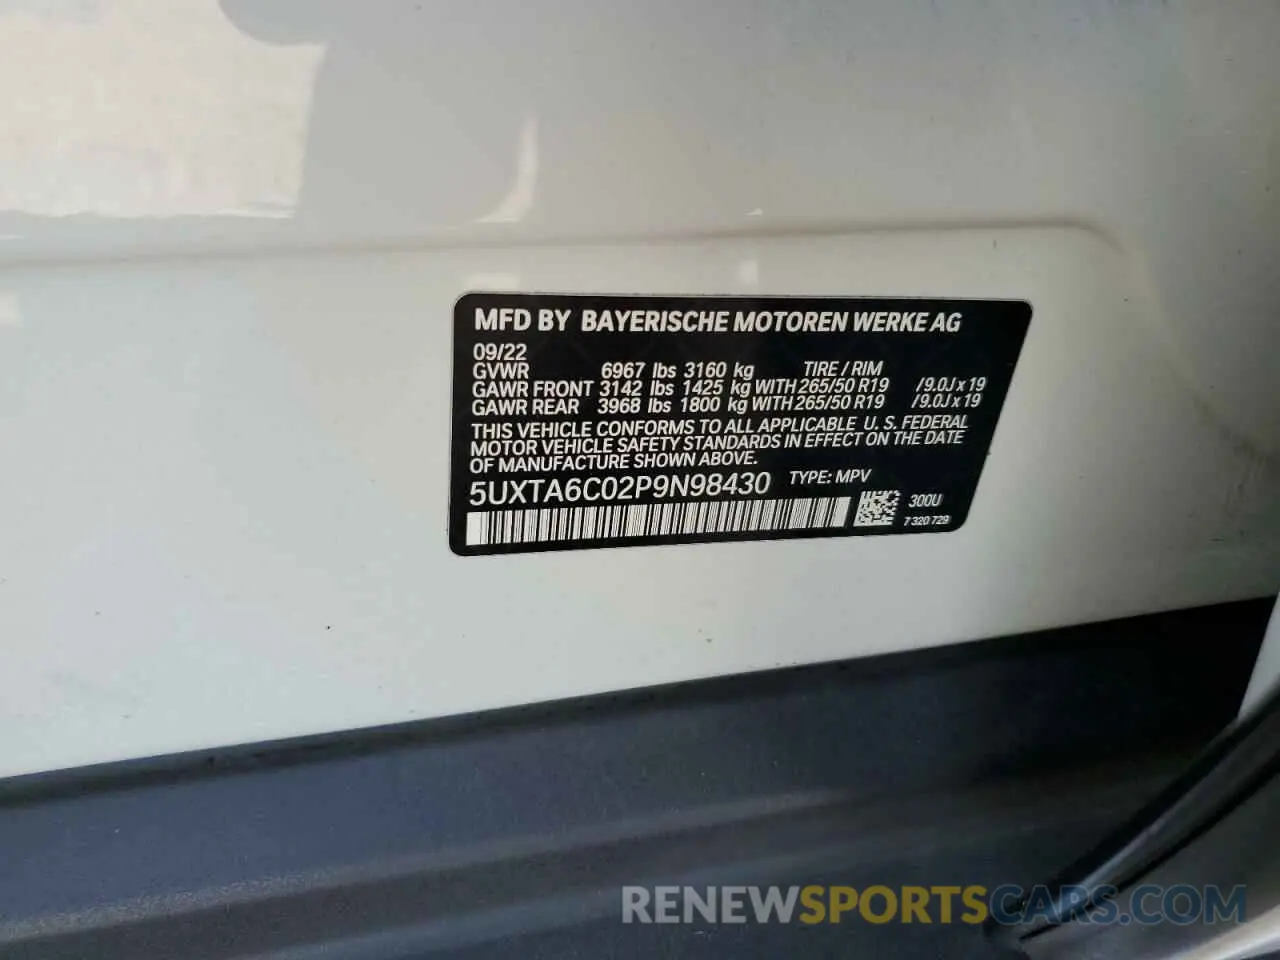 MFD BY BAYERISCHE MOTOREN WERKE AG
09/22
GVWR 6967 lbs 3160 kg TIRE / RIM
GAWR FRONT 3142 lbs 1425 kg WITH 265/50 R19 /9.0J x 19
GAWR REAR 3968 lbs 1800 kg WITH 265/50 R19 /9.0J x 19
THIS VEHICLE CONFORMS TO ALL APPLICABLE U. S. FEDERAL
MOTOR VEHICLE SAFETY STANDARDS IN EFFECT ON THE DATE
OF MANUFACTURE SHOWN ABOVE.
5UXTA6C02P9N98430 TYPE: MPV
300U
7 320 729
RENEWSPORTSCARS.COM